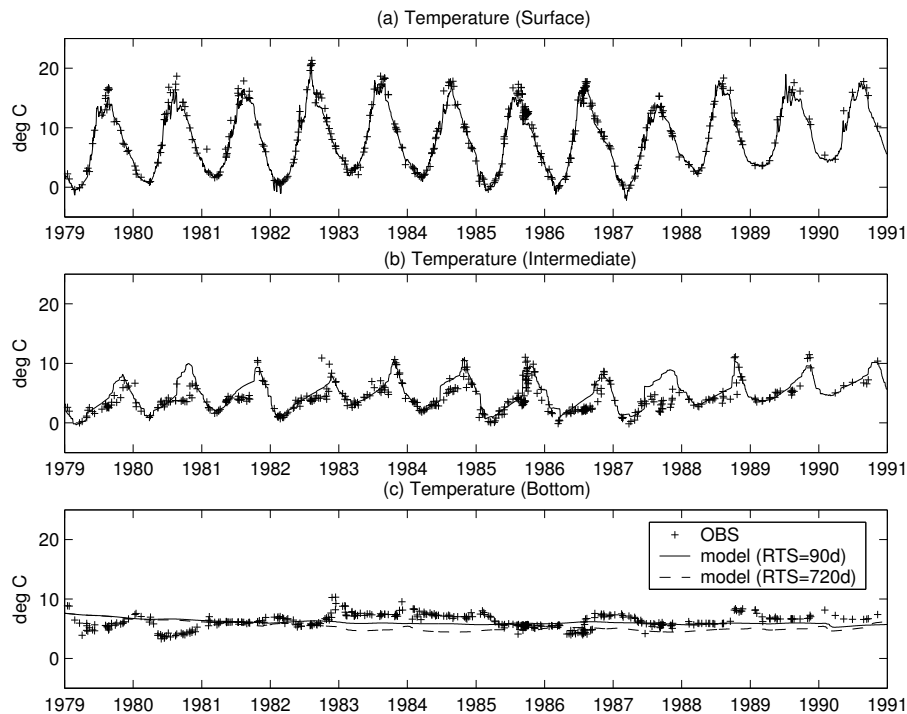 (a) Temperature (Surface)
20
10
0
deg C
1979 1980 1981 1982 1983 1984 1985 1986 1987 1988 1989 1990 1991
(b) Temperature (Intermediate)
20
10
0
deg C
1979 1980 1981 1982 1983 1984 1985 1986 1987 1988 1989 1990 1991
(c) Temperature (Bottom)
20
10
0
deg C
OBS
model (RTS=90d)
model (RTS=720d)
1979 1980 1981 1982 1983 1984 1985 1986 1987 1988 1989 1990 1991